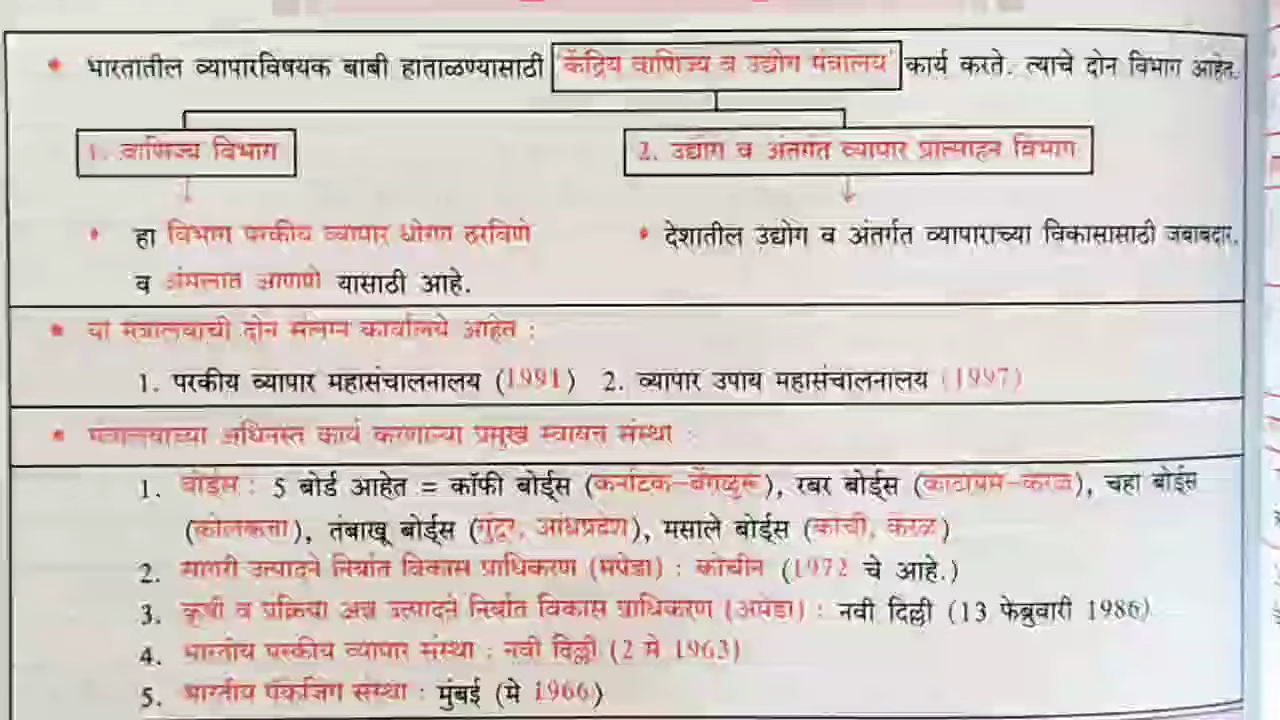 • भारतातील व्यापारविषयक बाबी हाताळण्यासाठी 'केंद्रिय वाणिज्य व उद्योग मंत्रालय' कार्य करते. त्याचे दोन विभाग आहेत.
1. वाणिज्य विभाग
2. उद्योग व अंतर्गत व्यापार प्रोत्साहन विभाग
• हा विभाग परकीय व्यापार धोरण ठरविणे
व अंमलात आणणे यासाठी आहे.
• देशातील उद्योग व अंतर्गत व्यापाराच्या विकासासाठी जबाबदार.
• या मंत्रालयाची दोन संलग्न कार्यालये आहेत :
1. परकीय व्यापार महासंचालनालय (1991) 2. व्यापार उपाय महासंचालनालय (1997)
• मंत्रालयाच्या अधिनस्त कार्य करणाऱ्या प्रमुख स्वायत्त संस्था :
1. बोर्ड्स : 5 बोर्ड आहेत = कॉफी बोर्ड्स (कर्नाटक-बेंगळुरू), रबर बोर्ड्स (कोट्टायम-केरळ), चहा बोर्ड्स
(कोलकत्ता), तंबाखू बोर्ड्स (गुंटूर, आंध्रप्रदेश), मसाले बोर्ड्स (कोची, केरळ)
2. सागरी उत्पादने निर्यात विकास प्राधिकरण (मपेडा) : कोचीन (1972 चे आहे.)
3. कृषी व प्रक्रिया अन्न उत्पादने निर्यात विकास प्राधिकरण (अपेडा) : नवी दिल्ली (13 फेब्रुवारी 1986)
4. भारतीय परकीय व्यापार संस्था : नवी दिल्ली (2 मे 1963)
5. भारतीय पॅकेजिंग संस्था : मुंबई (मे 1966)